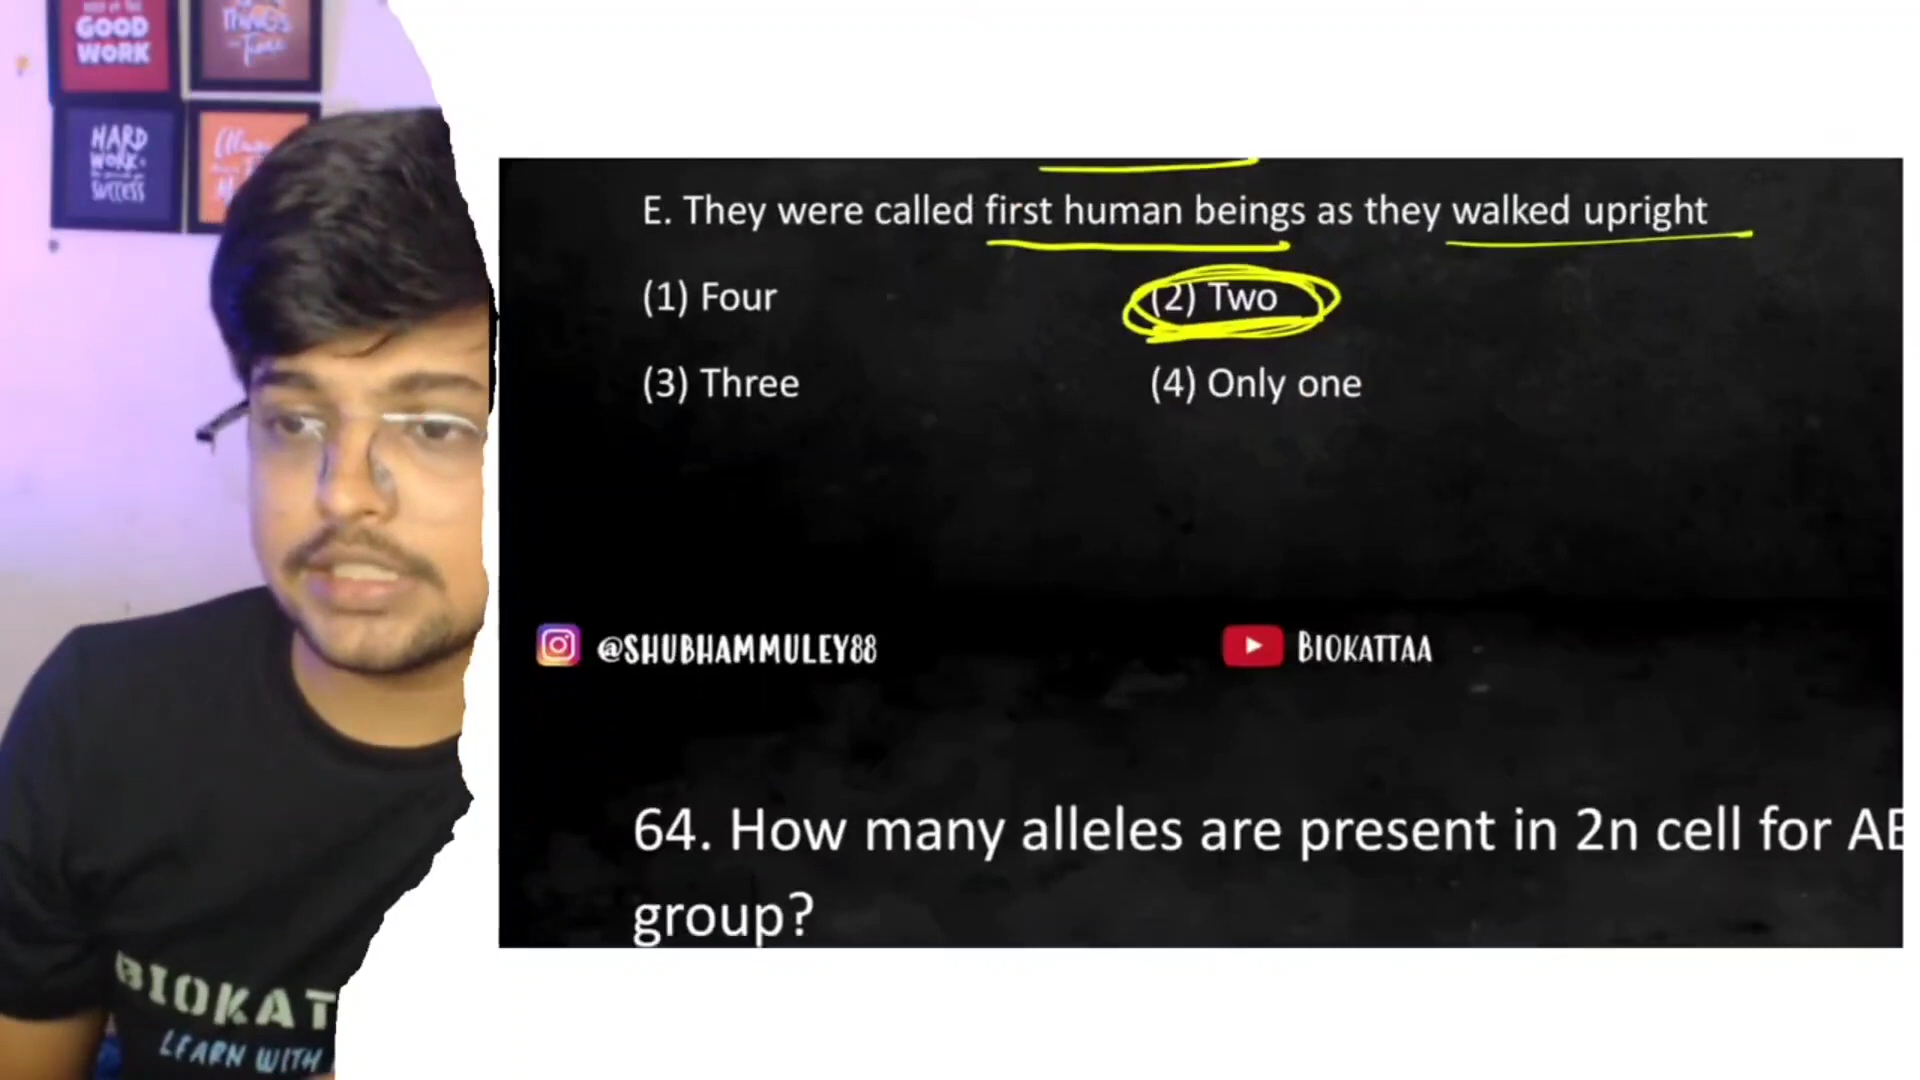 GOOD
WORK
THINGS
Time
HARD
WORK
SUCCESS
E. They were called first human beings as they walked upright
(1) Four
(2) Two
(3) Three
(4) Only one
@SHUBHAMMULEY88
BIOKATTAA
64. How many alleles are present in 2n cell for AB
group?
BIOKAT
LEARN WITH